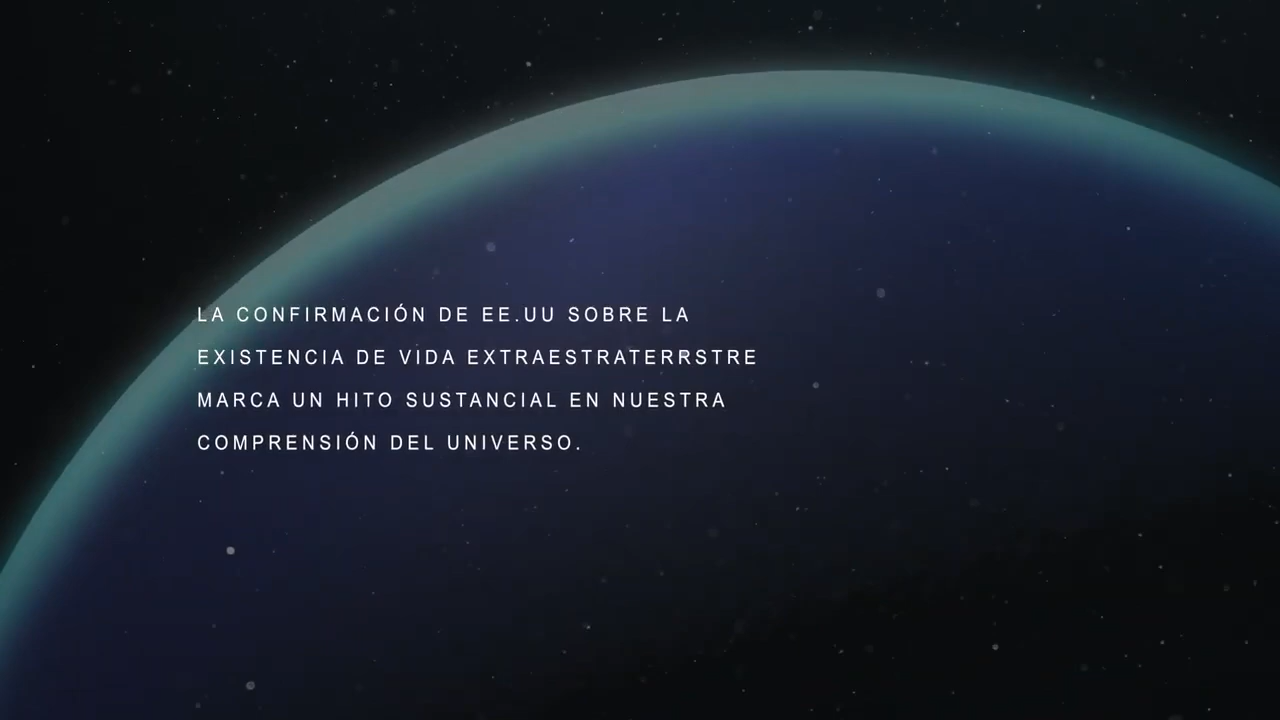 LA CONFIRMACIÓN DE EE.UU SOBRE LA
EXISTENCIA DE VIDA EXTRAESTRATERRSTRE
MARCA UN HITO SUSTANCIAL EN NUESTRA
COMPRENSIÓN DEL UNIVERSO.